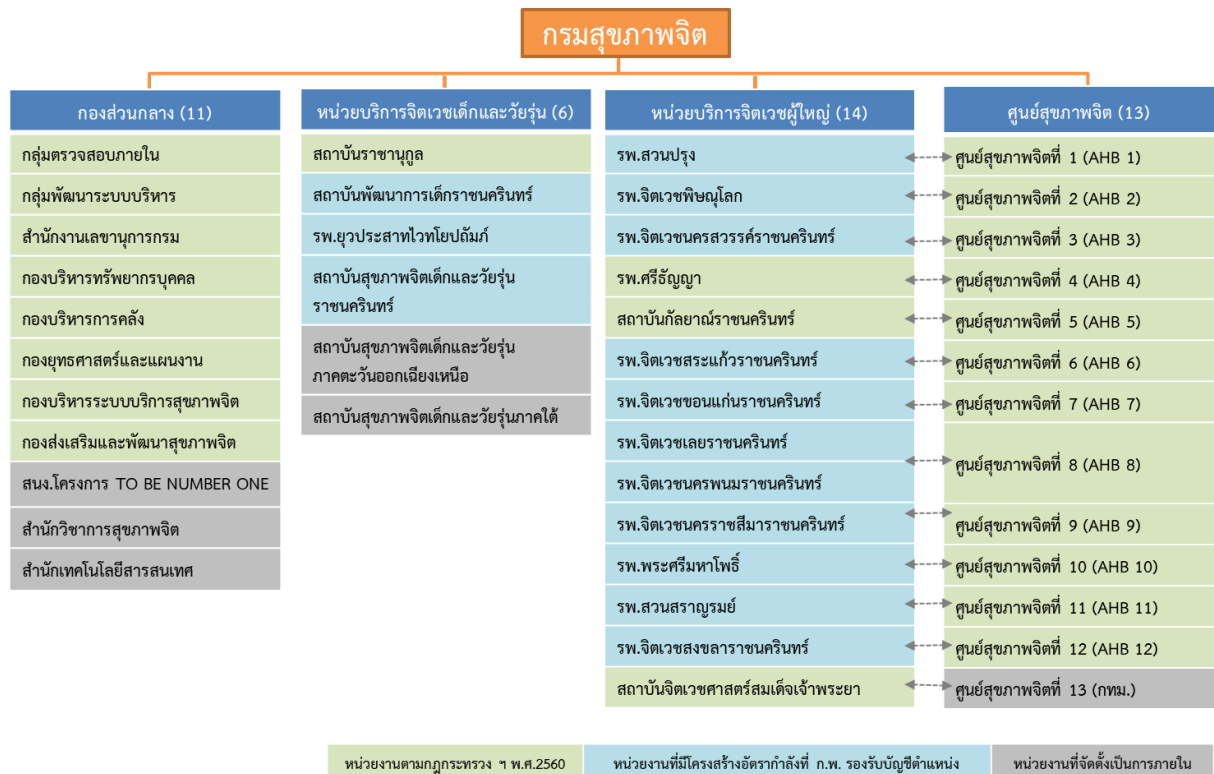 กรมสุขภาพจิต
กองส่วนกลาง (11)
กลุ่มตรวจสอบภายใน
กลุ่มพัฒนาระบบบริหาร
สำนักงานเลขานุการกรม
กองบริหารทรัพยากรบุคคล
กองบริหารการคลัง
กองยุทธศาสตร์และแผนงาน
กองบริหารระบบบริการสุขภาพจิต
กองส่งเสริมและพัฒนาสุขภาพจิต
สนง.โครงการ TO BE NUMBER ONE
สำนักวิชาการสุขภาพจิต
สำนักเทคโนโลยีสารสนเทศ
หน่วยบริการจิตเวชเด็กและวัยรุ่น (6)
สถาบันราชานุกูล
สถาบันพัฒนาการเด็กราชนครินทร์
รพ.ยุวประสาทไวทโยปถัมภ์
สถาบันสุขภาพจิตเด็กและวัยรุ่น
ราชนครินทร์
สถาบันสุขภาพจิตเด็กและวัยรุ่น
ภาคตะวันออกเฉียงเหนือ
สถาบันสุขภาพจิตเด็กและวัยรุ่นภาคใต้
หน่วยบริการจิตเวชผู้ใหญ่ (14)
รพ.สวนปรุง
รพ.จิตเวชพิษณุโลก
รพ.จิตเวชนครสวรรค์ราชนครินทร์
รพ.ศรีธัญญา
สถาบันกัลยาณ์ราชนครินทร์
รพ.จิตเวชสระแก้วราชนครินทร์
รพ.จิตเวชขอนแก่นราชนครินทร์
รพ.จิตเวชเลยราชนครินทร์
รพ.จิตเวชนครพนมราชนครินทร์
รพ.จิตเวชนครราชสีมาราชนครินทร์
รพ.พระศรีมหาโพธิ์
รพ.สวนสราญรมย์
รพ.จิตเวชสงขลาราชนครินทร์
สถาบันจิตเวชศาสตร์สมเด็จเจ้าพระยา
ศูนย์สุขภาพจิต (13)
ศูนย์สุขภาพจิตที่ 1 (AHB 1)
ศูนย์สุขภาพจิตที่ 2 (AHB 2)
ศูนย์สุขภาพจิตที่ 3 (AHB 3)
ศูนย์สุขภาพจิตที่ 4 (AHB 4)
ศูนย์สุขภาพจิตที่ 5 (AHB 5)
ศูนย์สุขภาพจิตที่ 6 (AHB 6)
ศูนย์สุขภาพจิตที่ 7 (AHB 7)
ศูนย์สุขภาพจิตที่ 8 (AHB 8)
ศูนย์สุขภาพจิตที่ 9 (AHB 9)
ศูนย์สุขภาพจิตที่ 10 (AHB 10)
ศูนย์สุขภาพจิตที่ 11 (AHB 11)
ศูนย์สุขภาพจิตที่ 12 (AHB 12)
ศูนย์สุขภาพจิตที่ 13 (กทม.)
หน่วยงานตามกฎกระทรวง ฯ พ.ศ.2560
หน่วยงานที่มีโครงสร้างอัตรากำลังที่ ก.พ. รองรับบัญชีตำแหน่ง
หน่วยงานที่จัดตั้งเป็นการภายใน